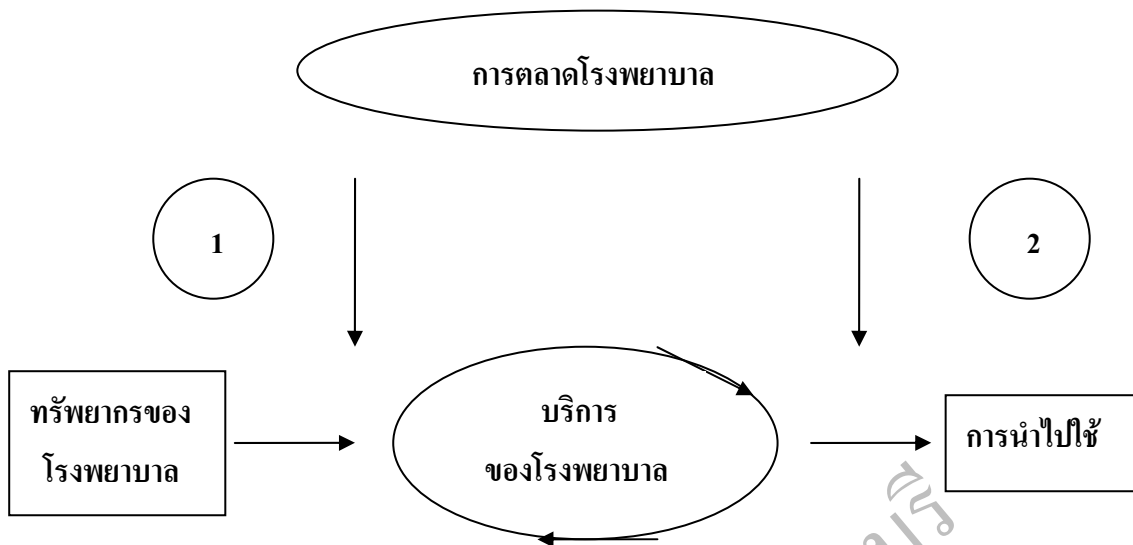 การตลาดโรงพยาบาล
1
2
ทรัพยากรของ
โรงพยาบาล
บริการ
ของโรงพยาบาล
การนำไปใช้